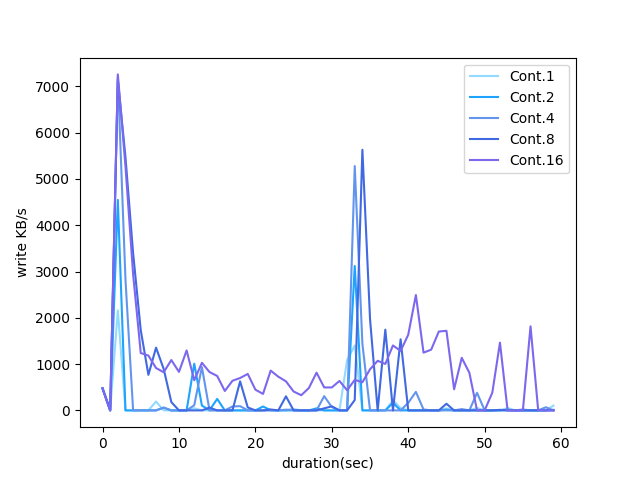 7000
6000
5000
4000
3000
2000
1000
0
write KB/s
0 10 20 30 40 50 60
duration(sec)
Cont.1
Cont.2
Cont.4
Cont.8
Cont.16